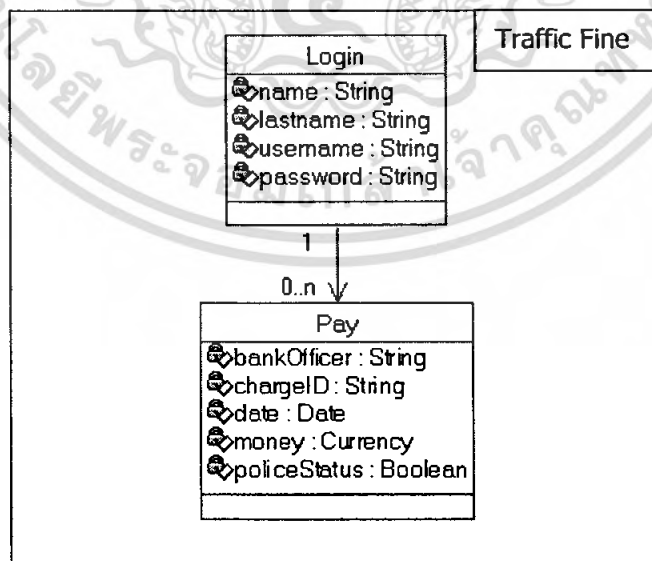 Traffic Fine
Login
name : String
lastname : String
username : String
password : String
1
0..n
Pay
bankOfficer : String
chargeID : String
date : Date
money : Currency
policeStatus : Boolean